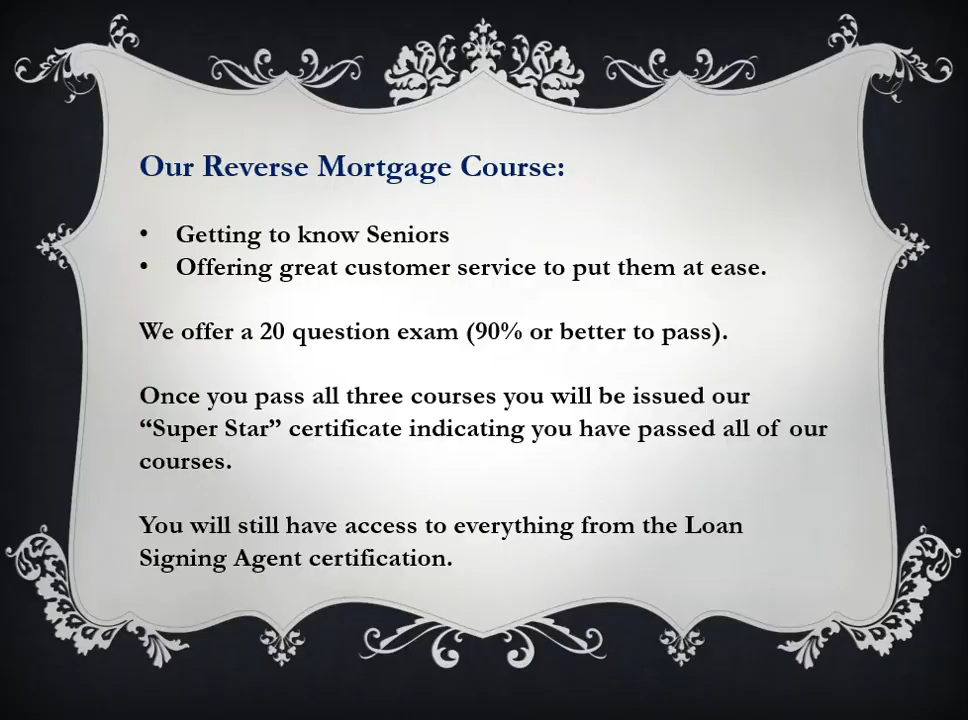 Our Reverse Mortgage Course:
• Getting to know Seniors
• Offering great customer service to put them at ease.
We offer a 20 question exam (90% or better to pass).
Once you pass all three courses you will be issued our
“Super Star” certificate indicating you have passed all of our
courses.
You will still have access to everything from the Loan
Signing Agent certification.